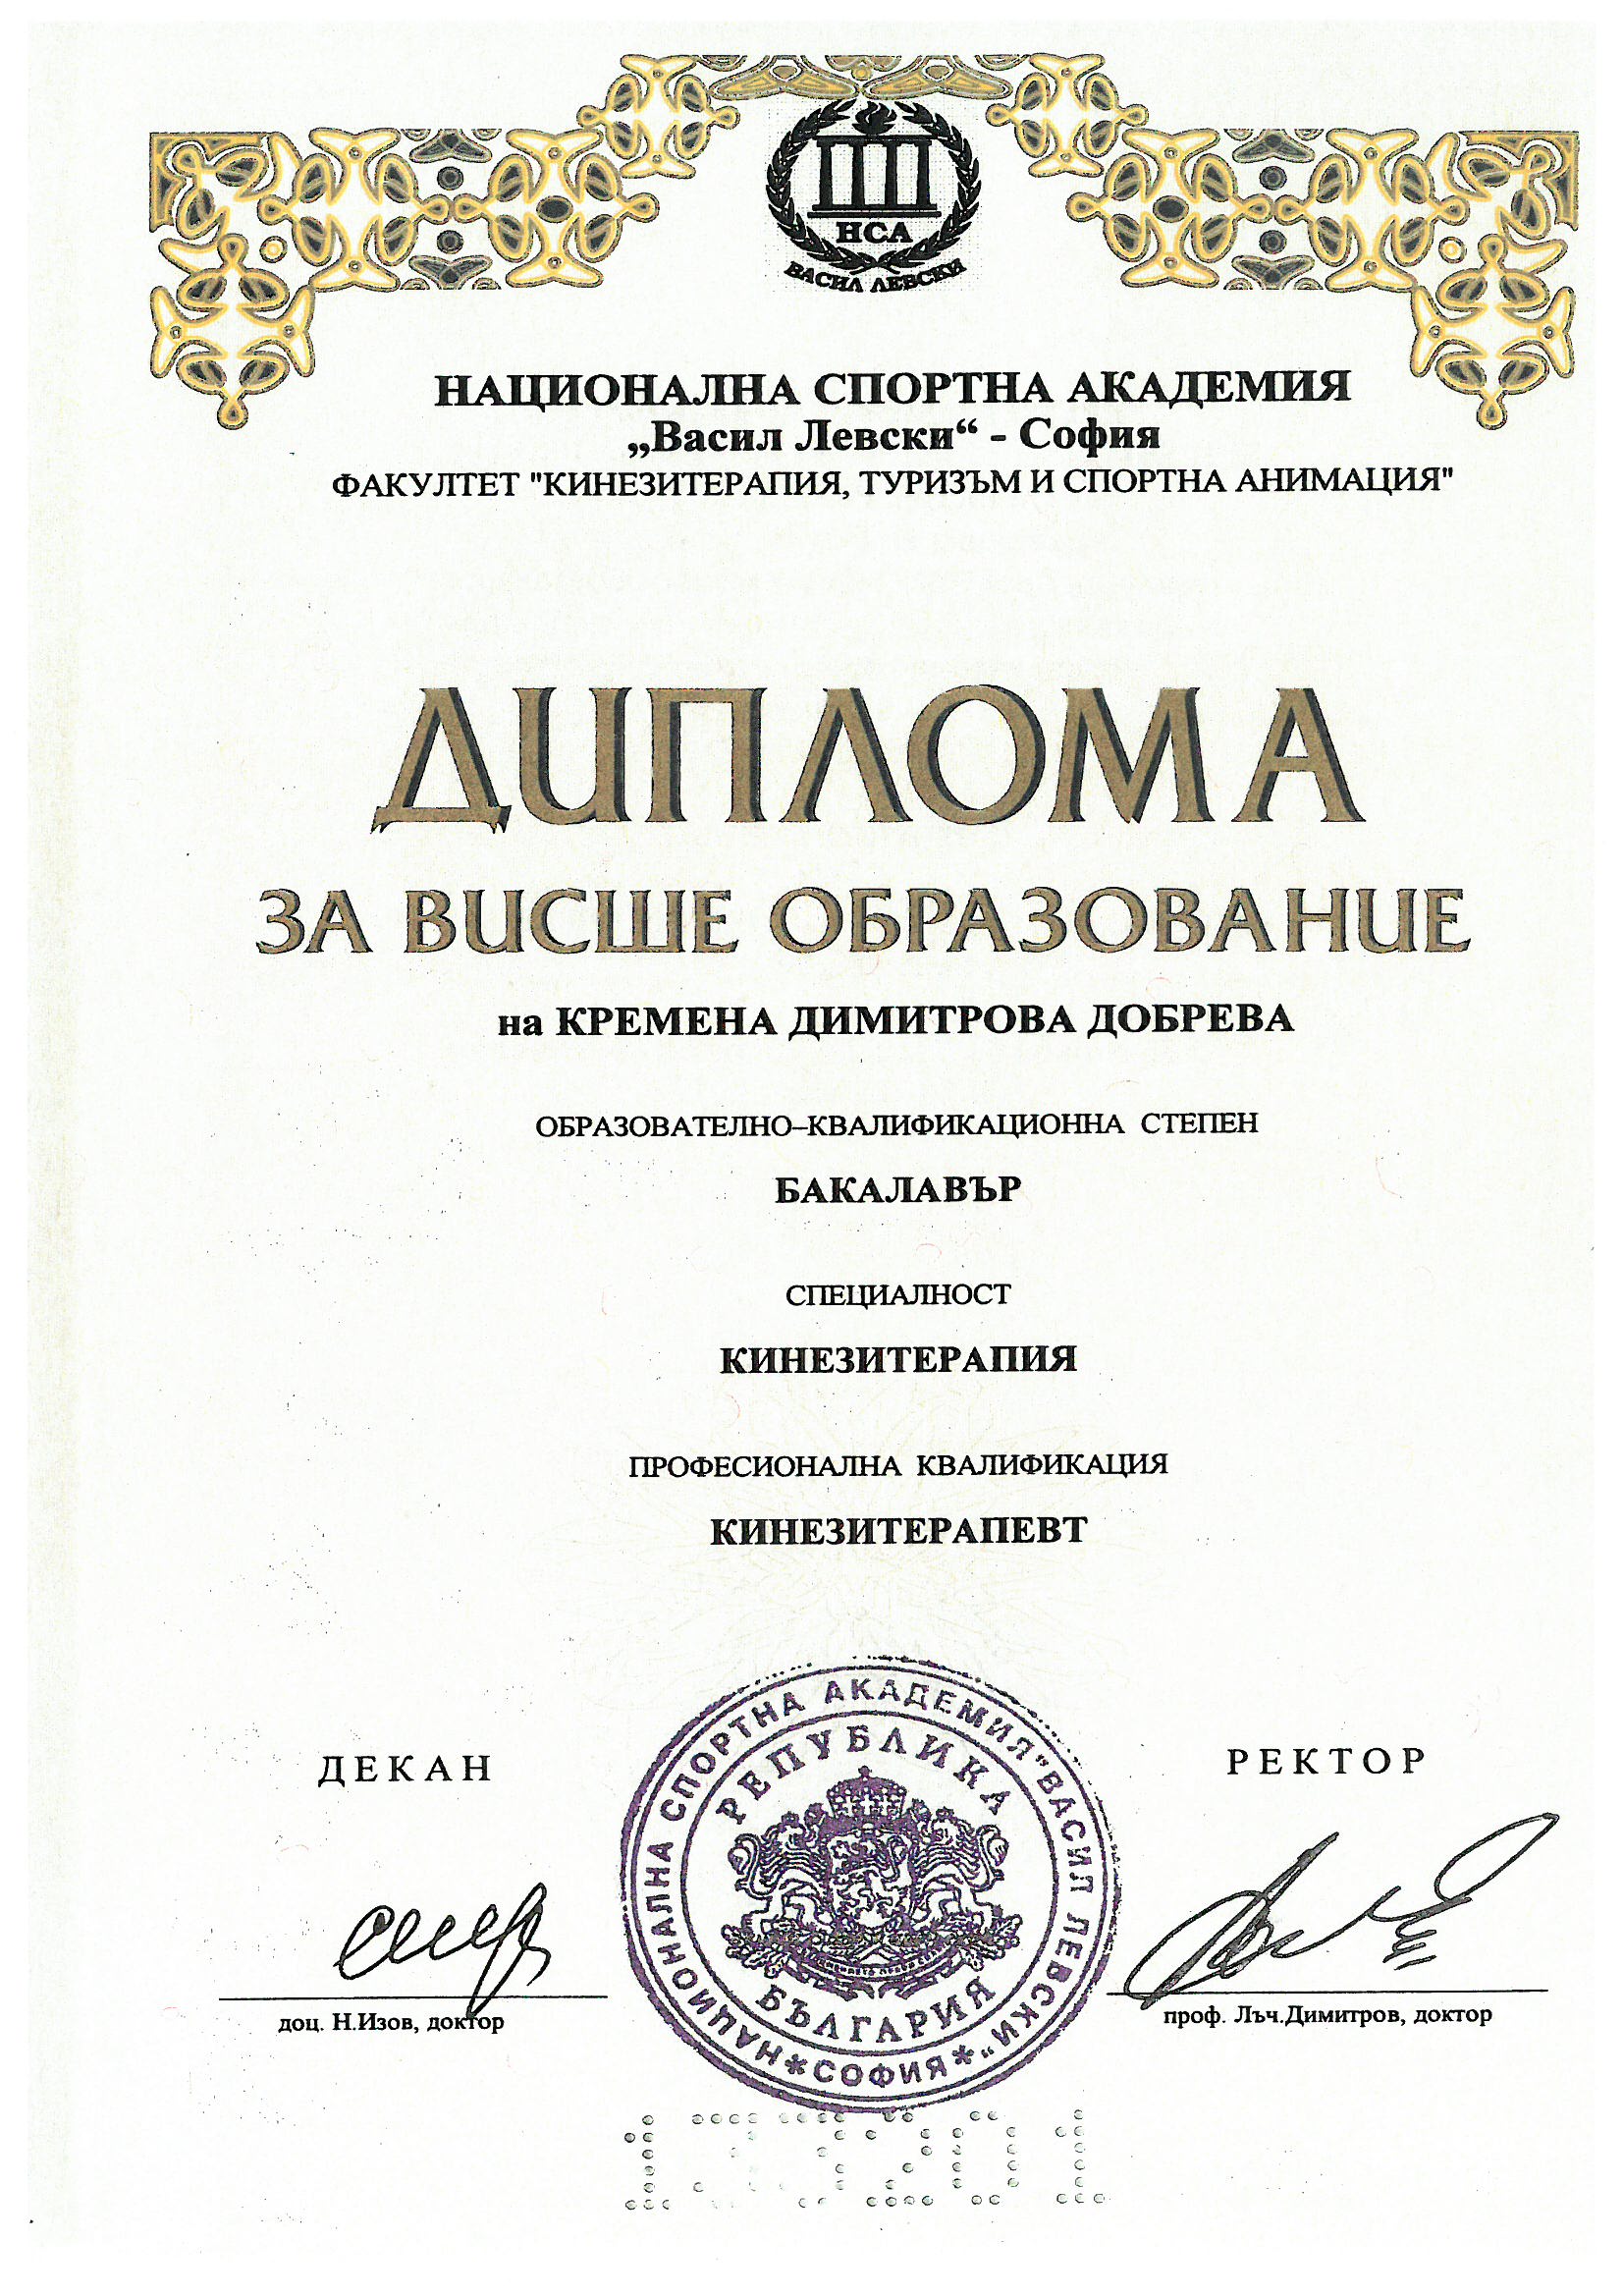 НСА
ВАСИЛ ЛЕВСКИ
НАЦИОНАЛНА СПОРТНА АКАДЕМИЯ
„Васил Левски“ - София
ФАКУЛТЕТ "КИНЕЗИТЕРАПИЯ, ТУРИЗЪМ И СПОРТНА АНИМАЦИЯ"
ДИПЛОМА
ЗА ВИСШЕ ОБРАЗОВАНИЕ
на КРЕМЕНА ДИМИТРОВА ДОБРЕВА
ОБРАЗОВАТЕЛНО–КВАЛИФИКАЦИОННА СТЕПЕН
БАКАЛАВЪР
СПЕЦИАЛНОСТ
КИНЕЗИТЕРАПИЯ
ПРОФЕСИОНАЛНА КВАЛИФИКАЦИЯ
КИНЕЗИТЕРАПЕВТ
ДЕКАН
РЕКТОР
НАЦИОНАЛНА СПОРТНА АКАДЕМИЯ "ВАСИЛ ЛЕВСКИ"
*СОФИЯ*
РЕПУБЛИКА
БЪЛГАРИЯ
доц. Н.Изов, доктор
проф. Лъч.Димитров, доктор